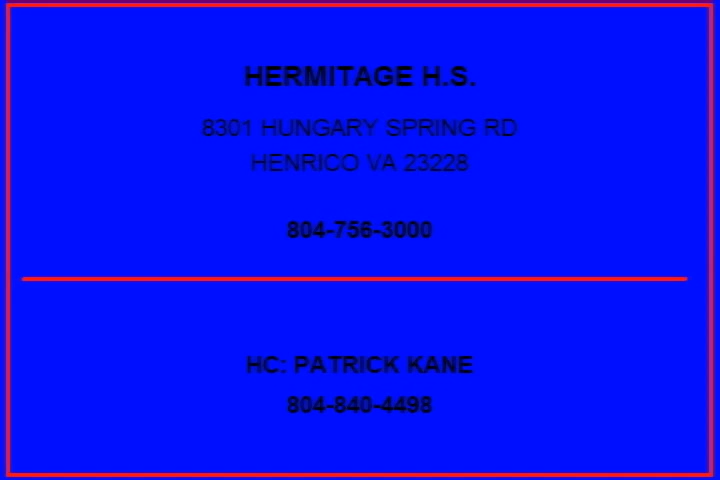 HERMITAGE H.S.
8301 HUNGARY SPRING RD
HENRICO VA 23228
804-756-3000
HC: PATRICK KANE
804-840-4498